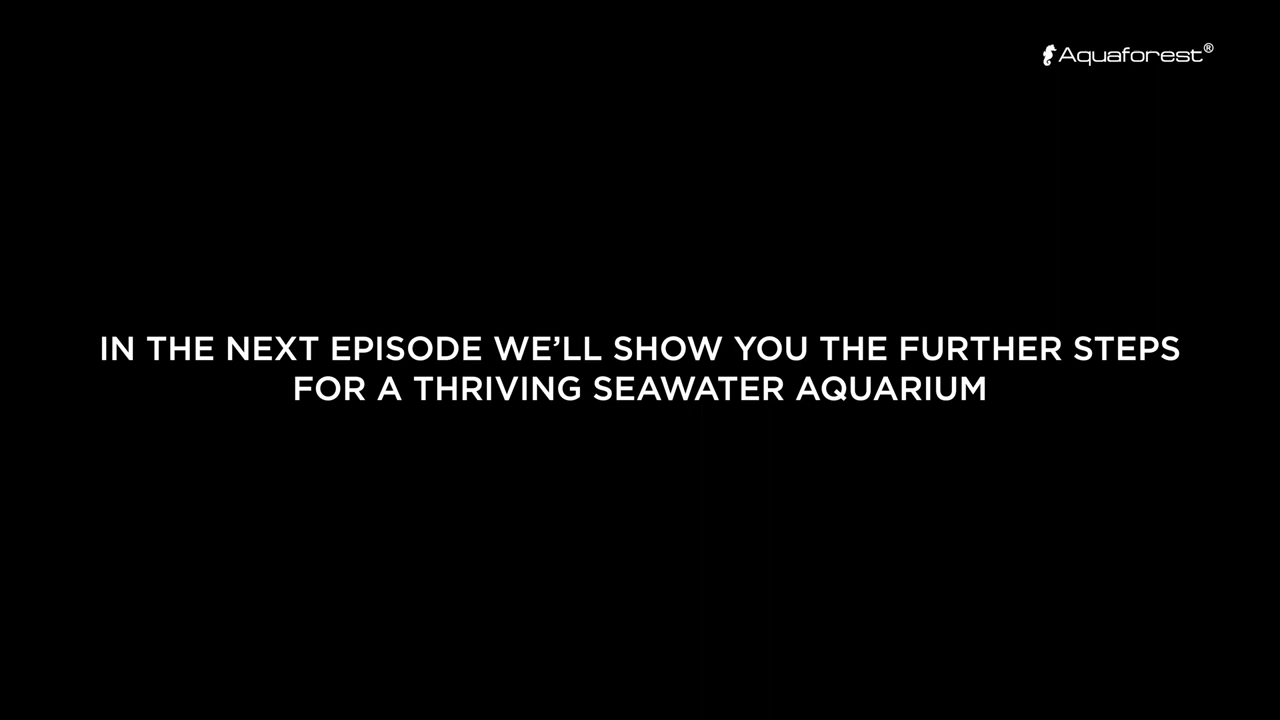 Aquaforest®
IN THE NEXT EPISODE WE’LL SHOW YOU THE FURTHER STEPS
FOR A THRIVING SEAWATER AQUARIUM